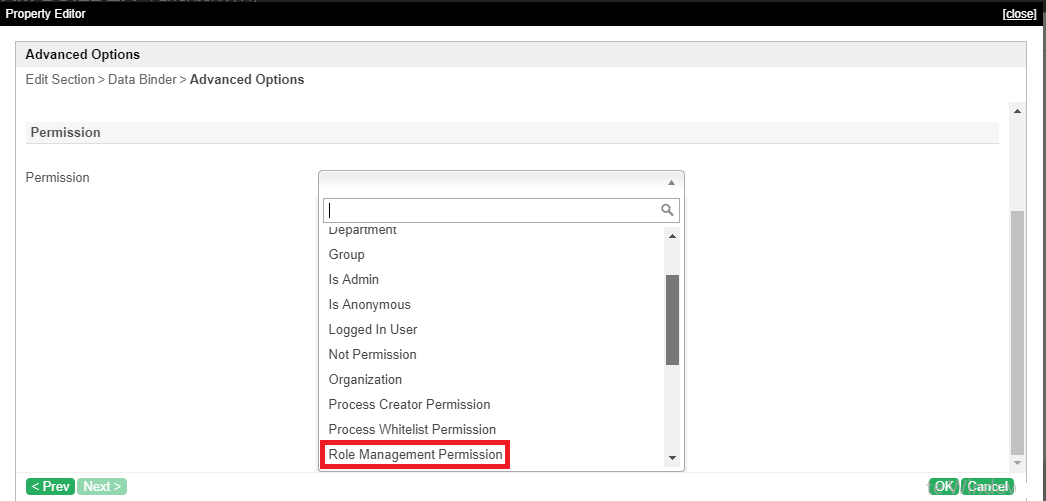 Property Editor
[close]
Advanced Options
Edit Section > Data Binder > Advanced Options
Permission
Permission
Department
Group
Is Admin
Is Anonymous
Logged In User
Not Permission
Organization
Process Creator Permission
Process Whitelist Permission
Role Management Permission
< Prev
Next >
OK
Cancel